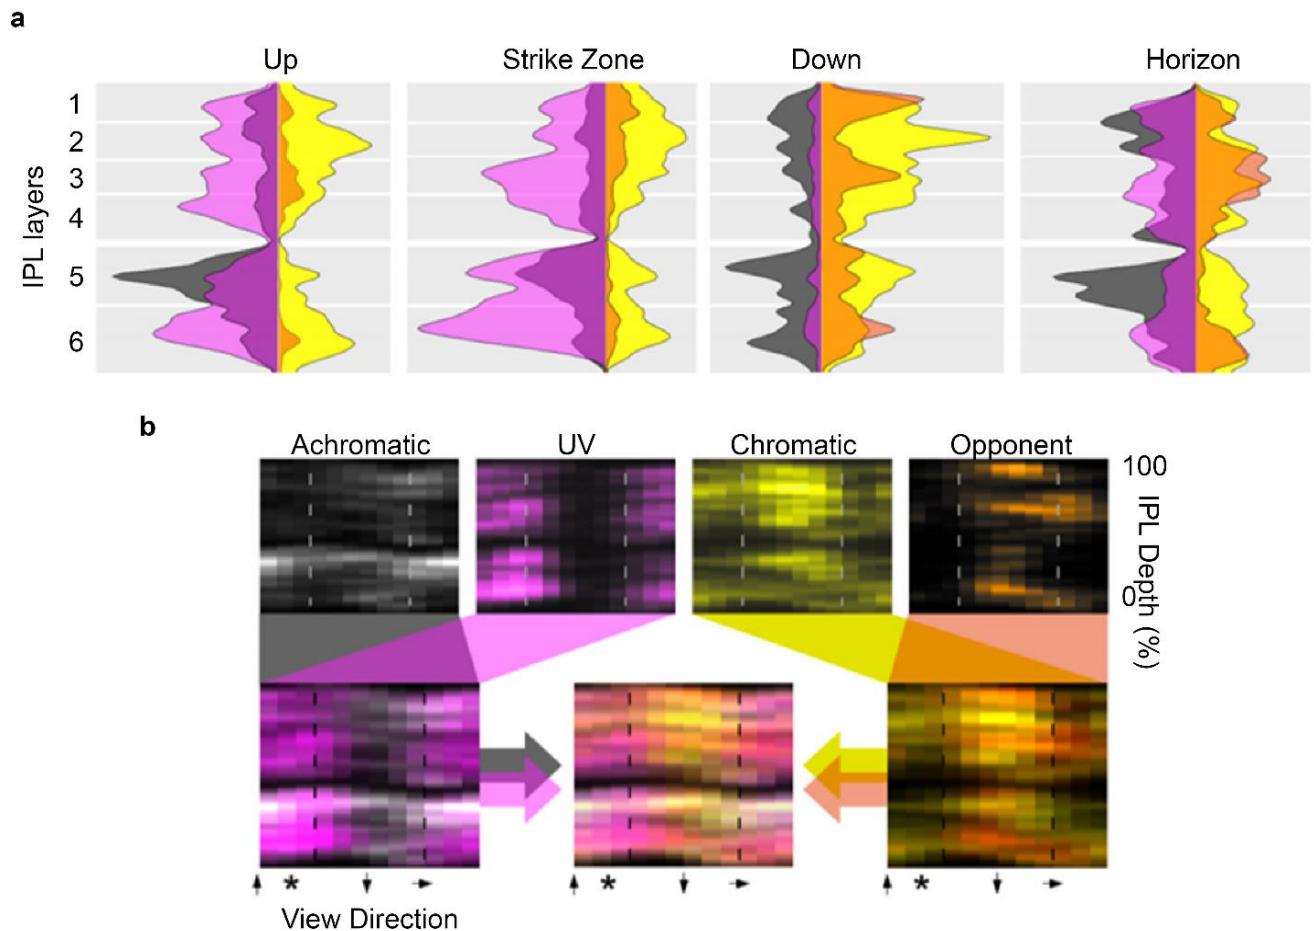 a
Up Strike Zone Down Horizon
IPL layers
1
2
3
4
5
6
b
Achromatic UV Chromatic Opponent
100
IPL Depth (%)
0
* * *
View Direction